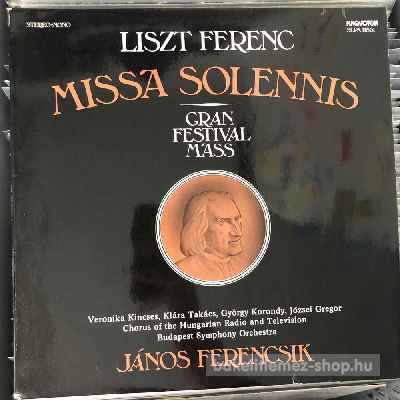 STEREO-MONO
HUNGAROTON
LISZT FERENC
MISSA SOLENNIS
GRAN
FESTIVAL
MASS
Veronika Kincses, Klára Takács, György Korondy, József Gregor
Chorus of the Hungarian Radio and Television
Budapest Symphony Orchestra
JÁNOS FERENCSIK
bakelitlemez-shop.hu